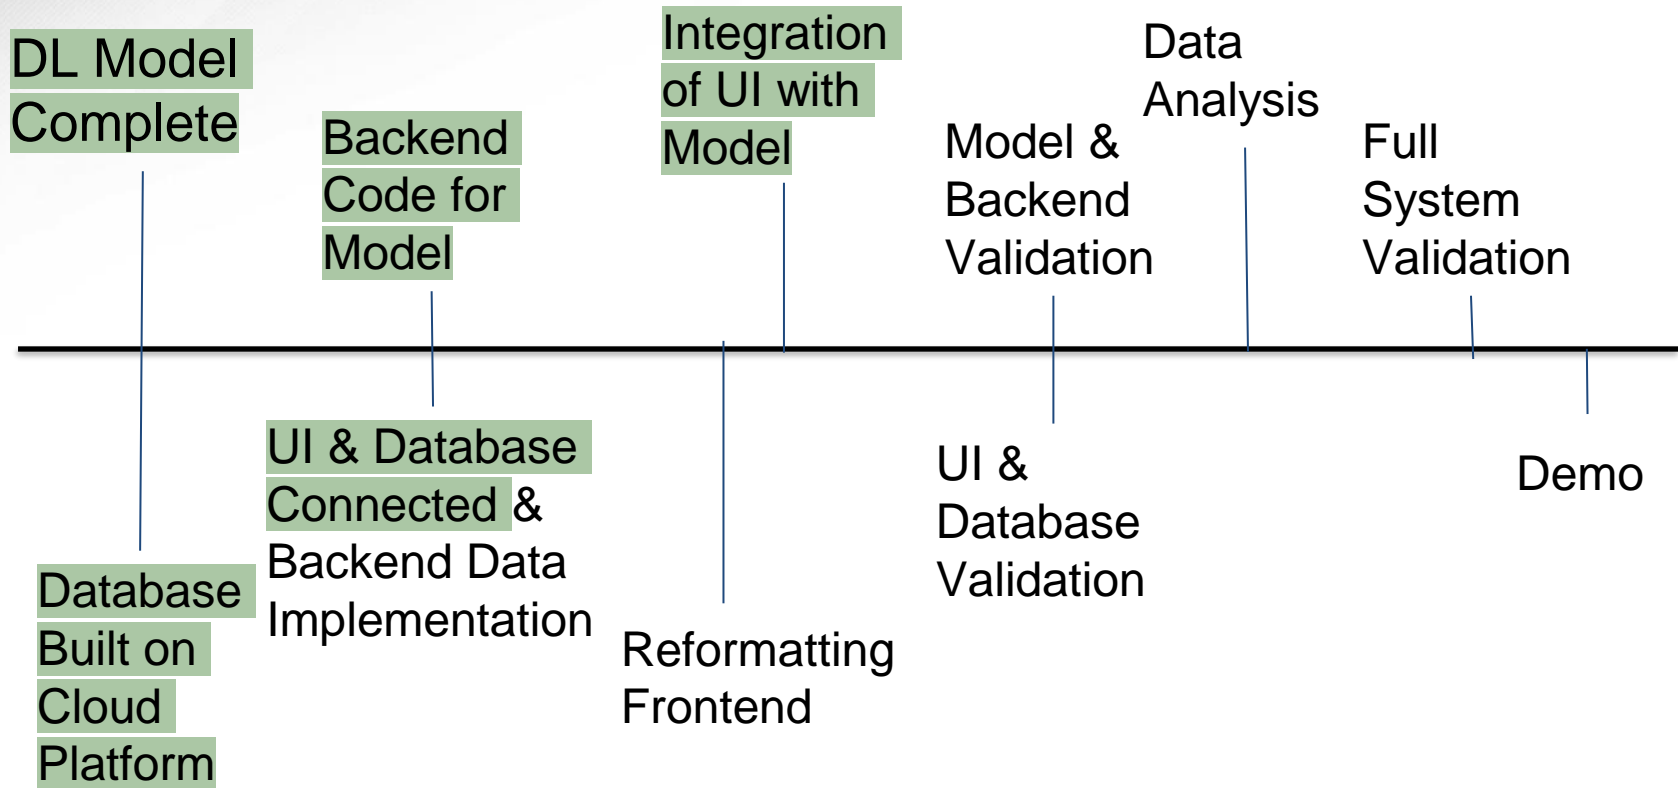 DL Model
Complete
Backend
Code for
Model
Integration
of UI with
Model
Model &
Backend
Validation
Data
Analysis
Full
System
Validation
Database
Built on
Cloud
Platform
UI & Database
Connected &
Backend Data
Implementation
Reformatting
Frontend
UI &
Database
Validation
Demo